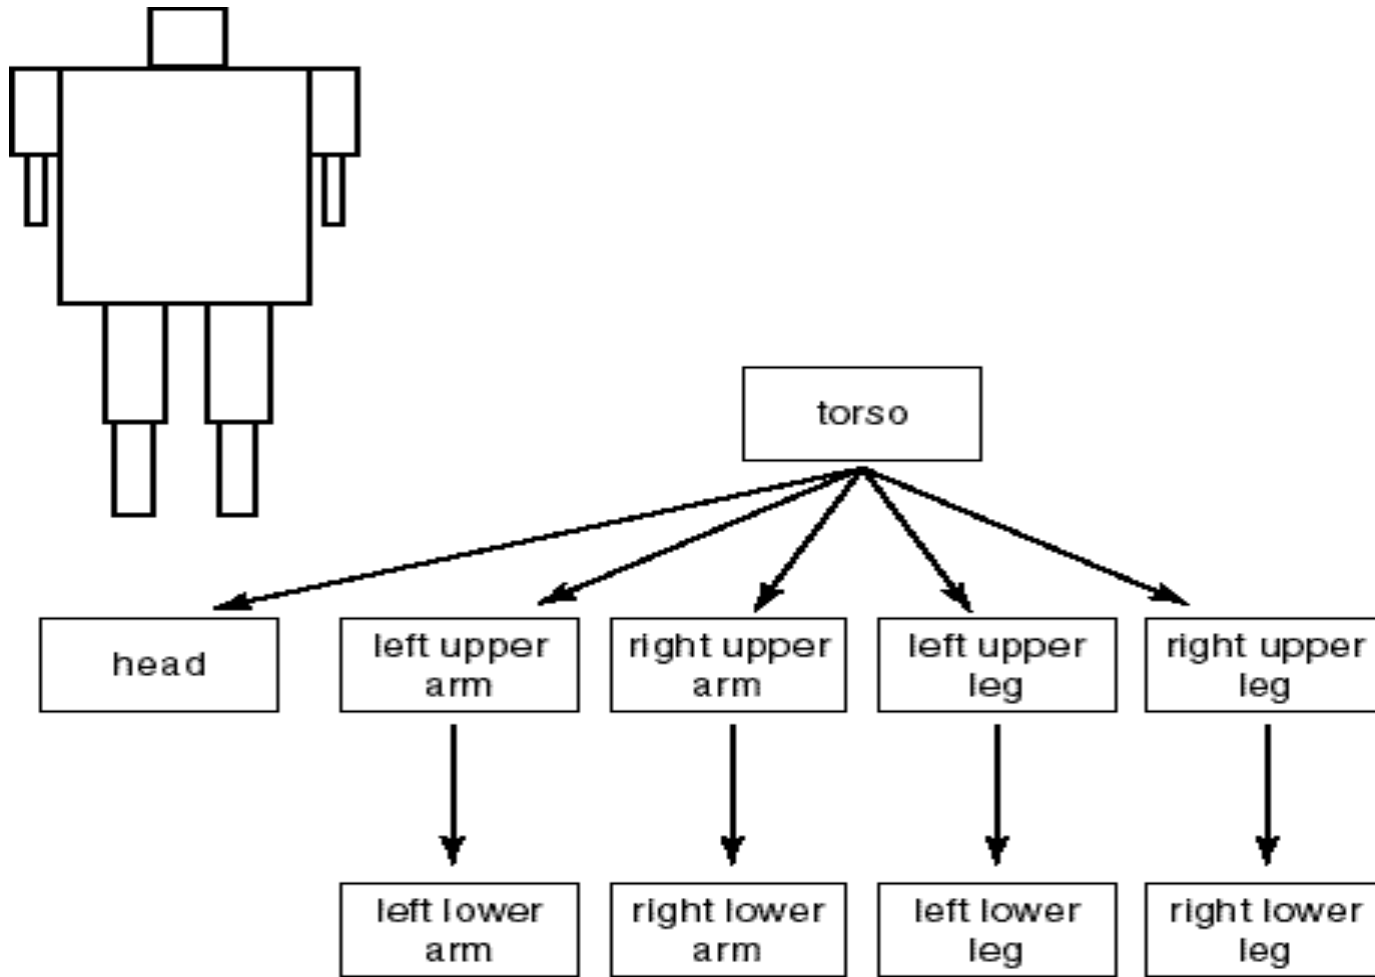 torso
head
left upper
arm
right upper
arm
left upper
leg
right upper
leg
left lower
arm
right lower
arm
left lower
leg
right lower
leg